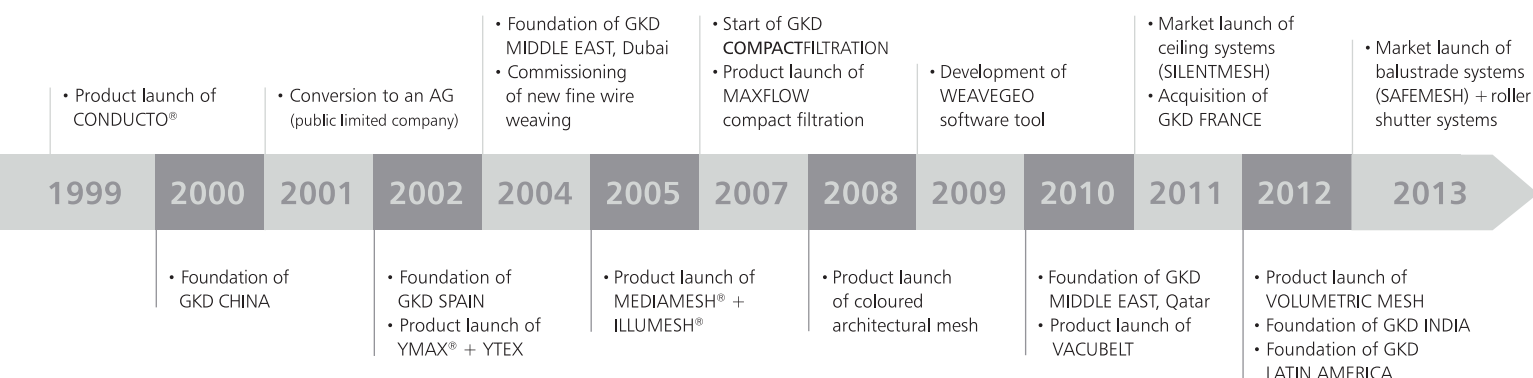 • Foundation of GKD
MIDDLE EAST, Dubai
• Commissioning
of new fine wire
weaving
• Start of GKD
COMPACTFILTRATION
• Product launch of
MAXFLOW
compact filtration
• Market launch of
ceiling systems
(SILENTMESH)
• Acquisition of
GKD FRANCE
• Market launch of
balustrade systems
(SAFEMESH) + roller
shutter systems
• Product launch of
CONDUCTO®
• Conversion to an AG
(public limited company)
• Development of
WEAVEGEO
software tool
1999 2000 2001 2002 2004 2005 2007 2008 2009 2010 2011 2012 2013
• Foundation of
GKD CHINA
• Foundation of
GKD SPAIN
• Product launch of
YMAX® + YTEX
• Product launch of
MEDIAMESH® +
ILLUMESH®
• Product launch
of coloured
architectural mesh
• Foundation of GKD
MIDDLE EAST, Qatar
• Product launch of
VACUBELT
• Product launch of
VOLUMETRIC MESH
• Foundation of GKD INDIA
• Foundation of GKD
LATIN AMERICA